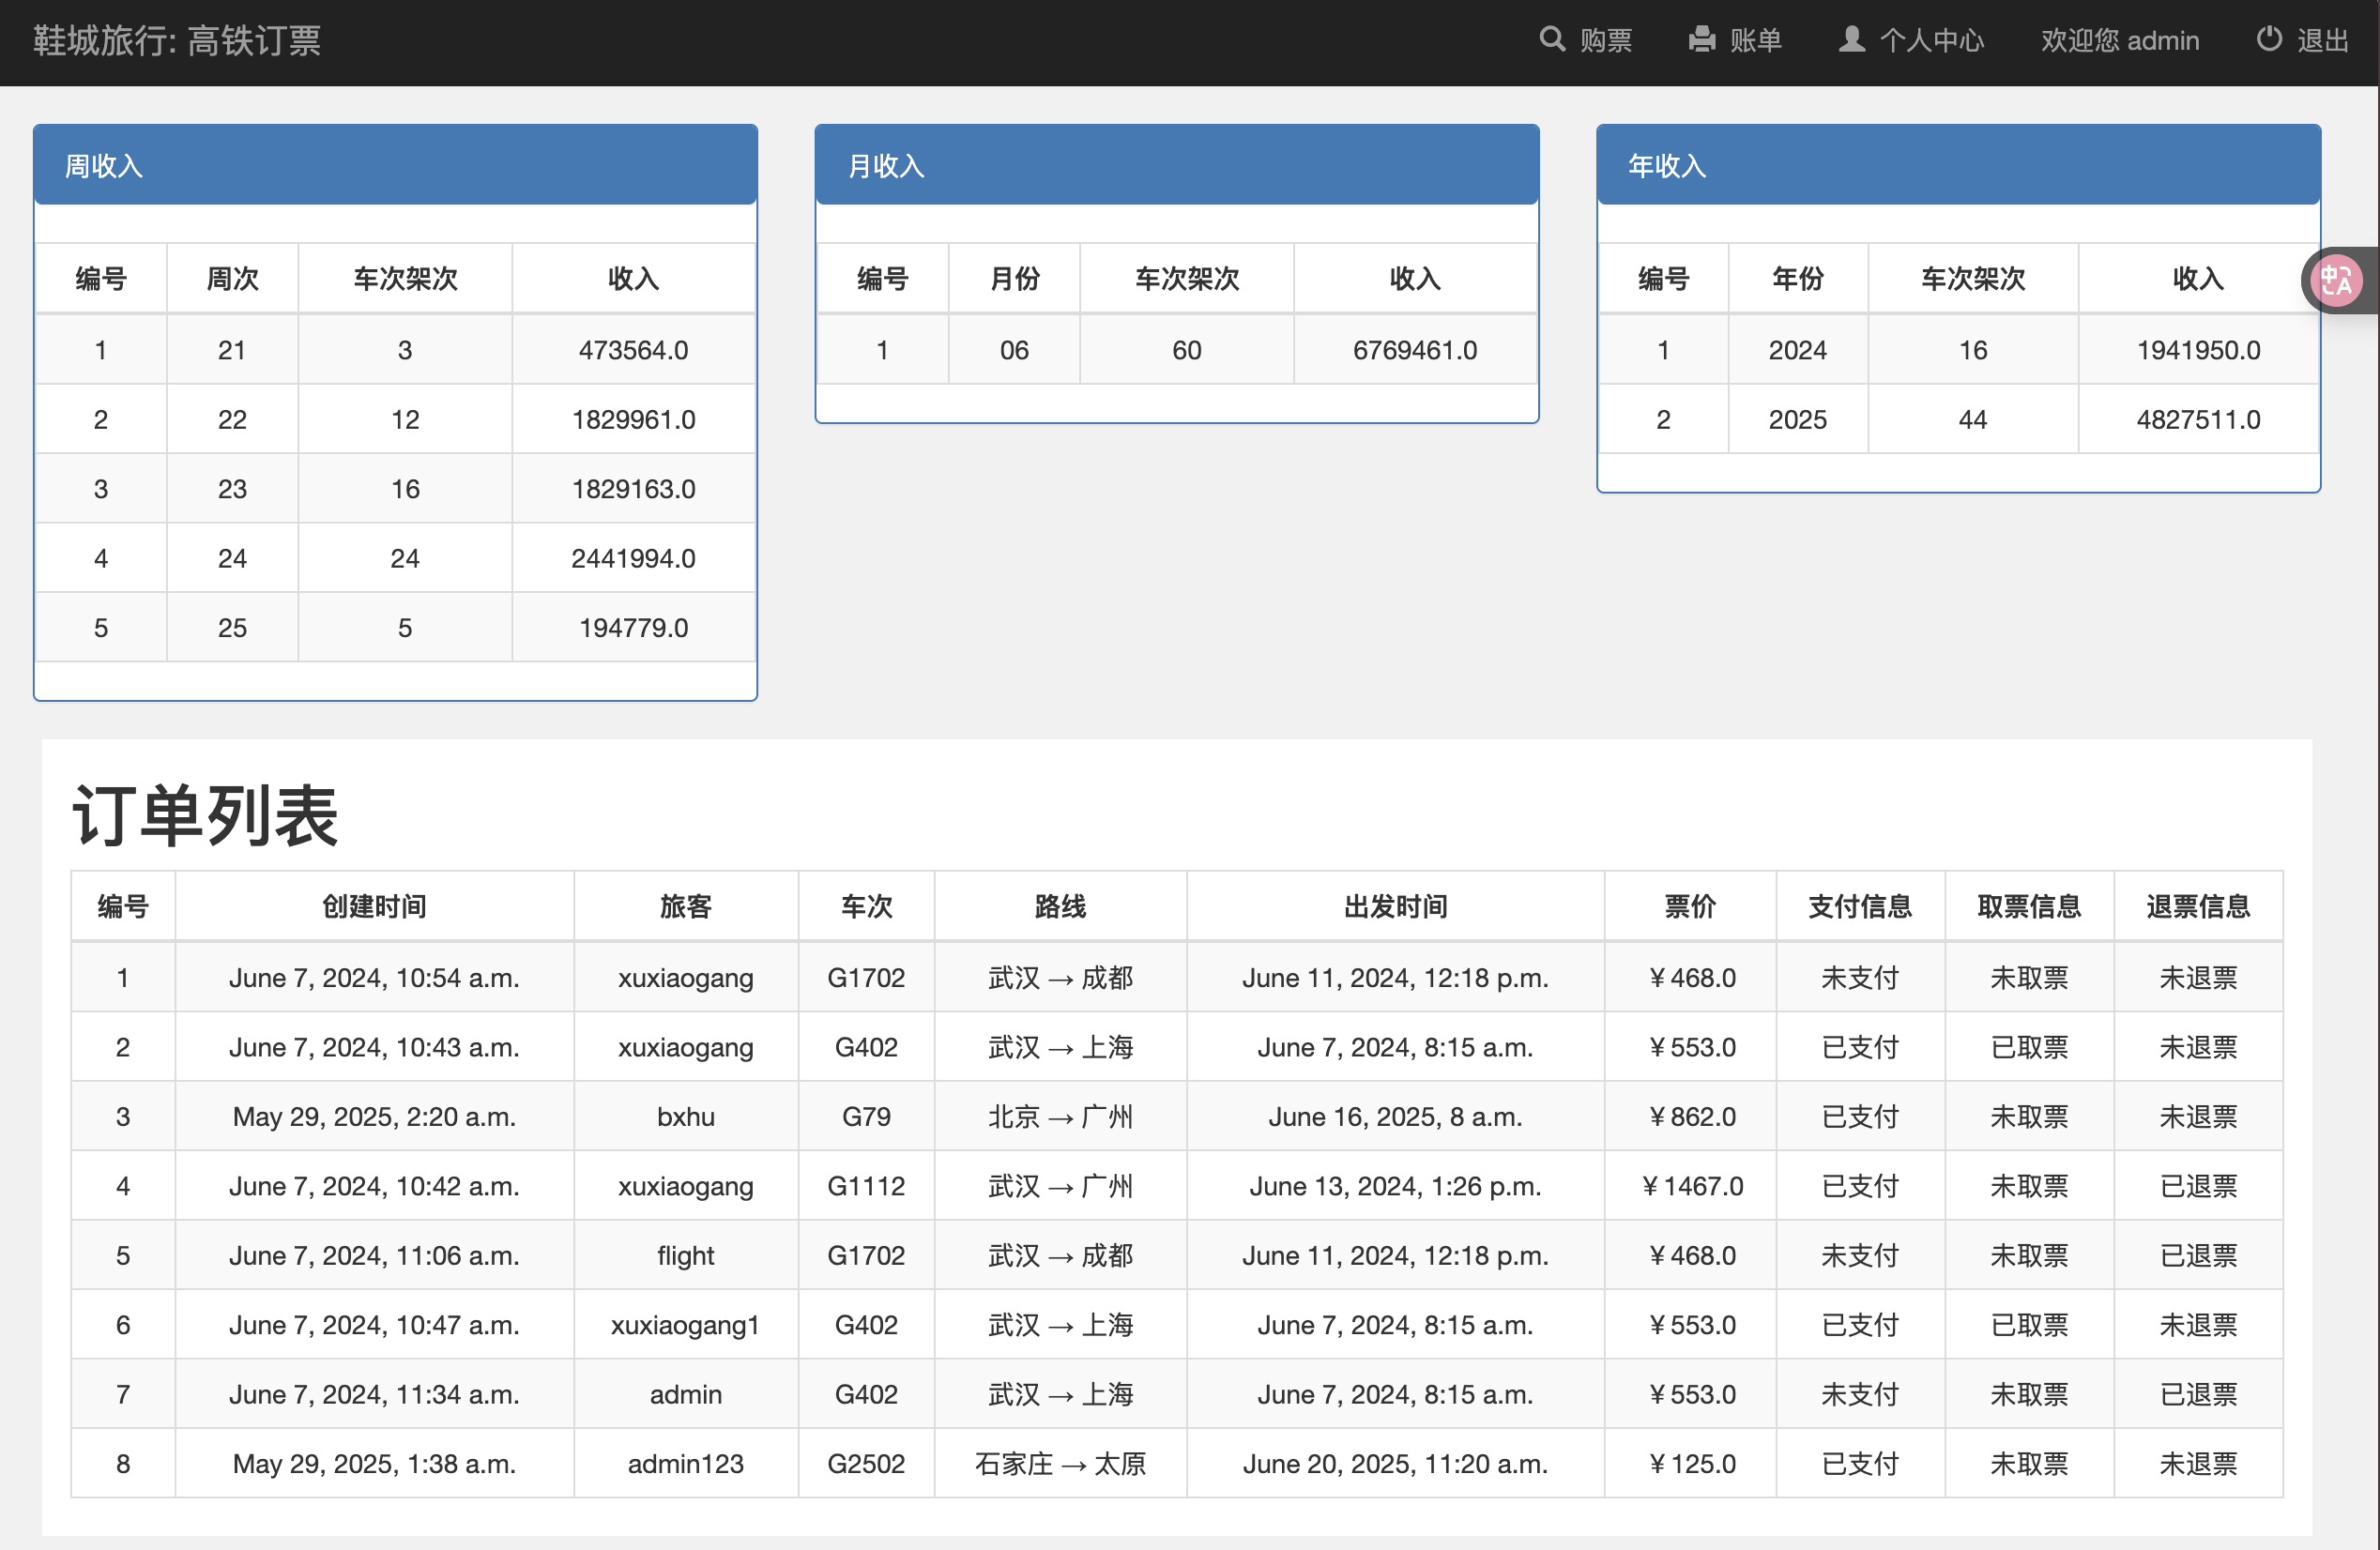 鞋城旅行: 高铁订票 购票 账单 个人中心 欢迎您 admin 退出
周收入
编号 周次 车次架次 收入
1 21 3 473564.0
2 22 12 1829961.0
3 23 16 1829163.0
4 24 24 2441994.0
5 25 5 194779.0
月收入
编号 月份 车次架次 收入
1 06 60 6769461.0
年收入
编号 年份 车次架次 收入
1 2024 16 1941950.0
2 2025 44 4827511.0
中A
订单列表
编号 创建时间 旅客 车次 路线 出发时间 票价 支付信息 取票信息 退票信息
1 June 7, 2024, 10:54 a.m. xuxiaogang G1702 武汉 → 成都 June 11, 2024, 12:18 p.m. ￥468.0 未支付 未取票 未退票
2 June 7, 2024, 10:43 a.m. xuxiaogang G402 武汉 → 上海 June 7, 2024, 8:15 a.m. ￥553.0 已支付 已取票 未退票
3 May 29, 2025, 2:20 a.m. bxhu G79 北京 → 广州 June 16, 2025, 8 a.m. ￥862.0 已支付 未取票 未退票
4 June 7, 2024, 10:42 a.m. xuxiaogang G1112 武汉 → 广州 June 13, 2024, 1:26 p.m. ￥1467.0 已支付 未取票 已退票
5 June 7, 2024, 11:06 a.m. flight G1702 武汉 → 成都 June 11, 2024, 12:18 p.m. ￥468.0 未支付 未取票 已退票
6 June 7, 2024, 10:47 a.m. xuxiaogang1 G402 武汉 → 上海 June 7, 2024, 8:15 a.m. ￥553.0 已支付 已取票 未退票
7 June 7, 2024, 11:34 a.m. admin G402 武汉 → 上海 June 7, 2024, 8:15 a.m. ￥553.0 未支付 未取票 已退票
8 May 29, 2025, 1:38 a.m. admin123 G2502 石家庄 → 太原 June 20, 2025, 11:20 a.m. ￥125.0 已支付 未取票 未退票